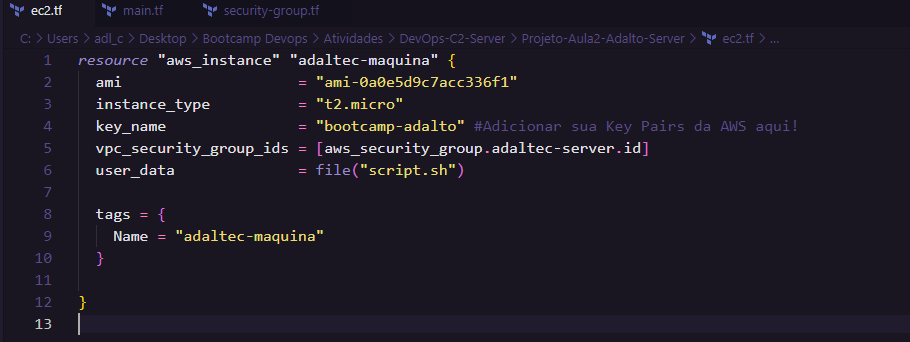 ec2.tf main.tf security-group.tf
C: > Users > adl_c > Desktop > Bootcamp Devops > Atividades > DevOps-C2-Server > Projeto-Aula2-Adalto-Server > ec2.tf > ...
1 resource "aws_instance" "adaltec-maquina" {
2 ami = "ami-0a0e5d9c7acc336f1"
3 instance_type = "t2.micro"
4 key_name = "bootcamp-adalto" #Adicionar sua Key Pairs da AWS aqui!
5 vpc_security_group_ids = [aws_security_group.adaltec-server.id]
6 user_data = file("script.sh")
7
8 tags = {
9 Name = "adaltec-maquina"
10 }
11
12 }
13